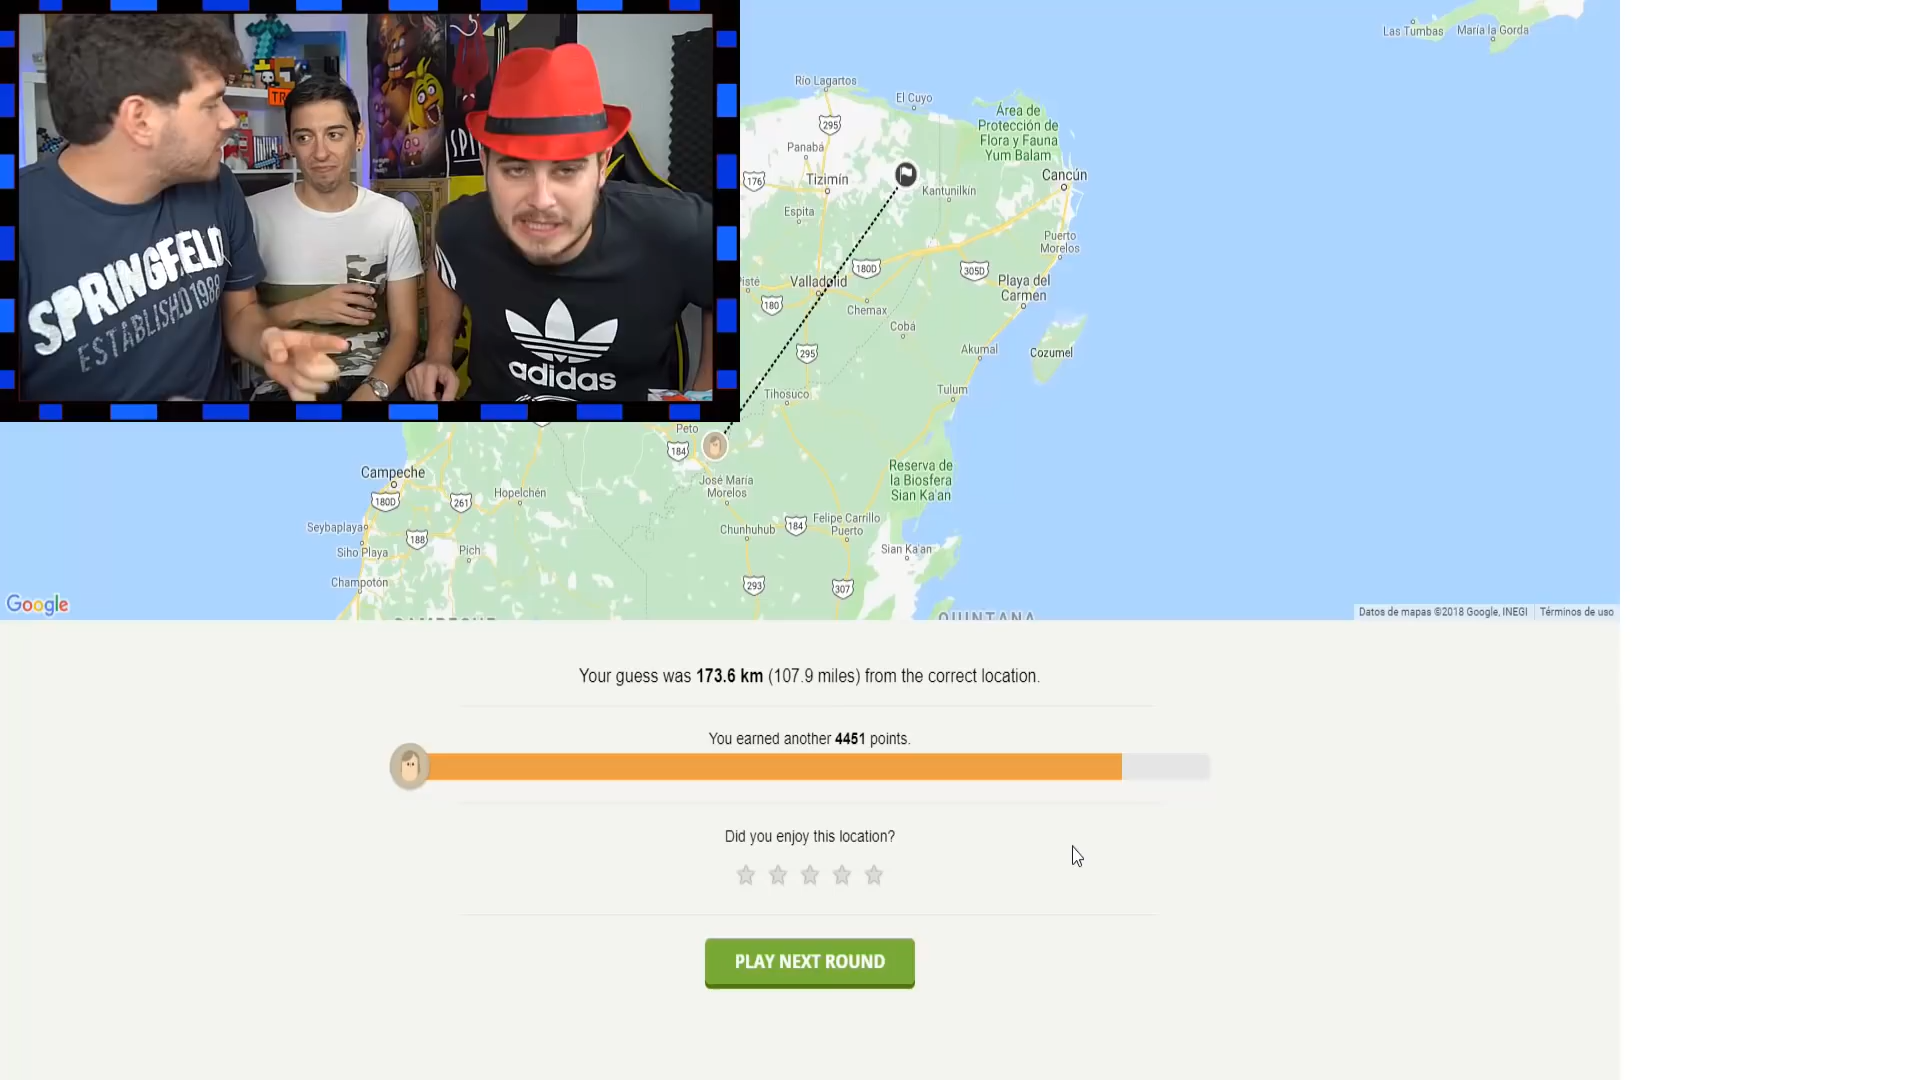 TR
SPI
SPRINGFIELD
ESTABLISHED 1988
adidas
Las Tumbas
María la Gorda
Río Lagartos
El Cuyo
Área de
Protección de
Flora y Fauna
Yum Balam
295
Panabá
176
Tizimín
Kantunilkín
Cancún
Espita
Puerto
Morelos
180D
305D
Valladolid
Playa del
Carmen
180
Chemax
Cobá
295
Akumal
Cozumel
Tihosuco
Tulum
Peto
184
Reserva de
la Biosfera
Sian Ka'an
Campeche
180D
261
Hopelchén
José María
Morelos
Seybaplaya
188
Siho Playa
Pich
Chunhuhub
184
Felipe Carrillo
Puerto
Sian Ka'an
Champotón
293
307
QUINTANA
Google
Datos de mapas ©2018 Google, INEGI
Términos de uso
Your guess was 173.6 km (107.9 miles) from the correct location.
You earned another 4451 points.
Did you enjoy this location?
PLAY NEXT ROUND